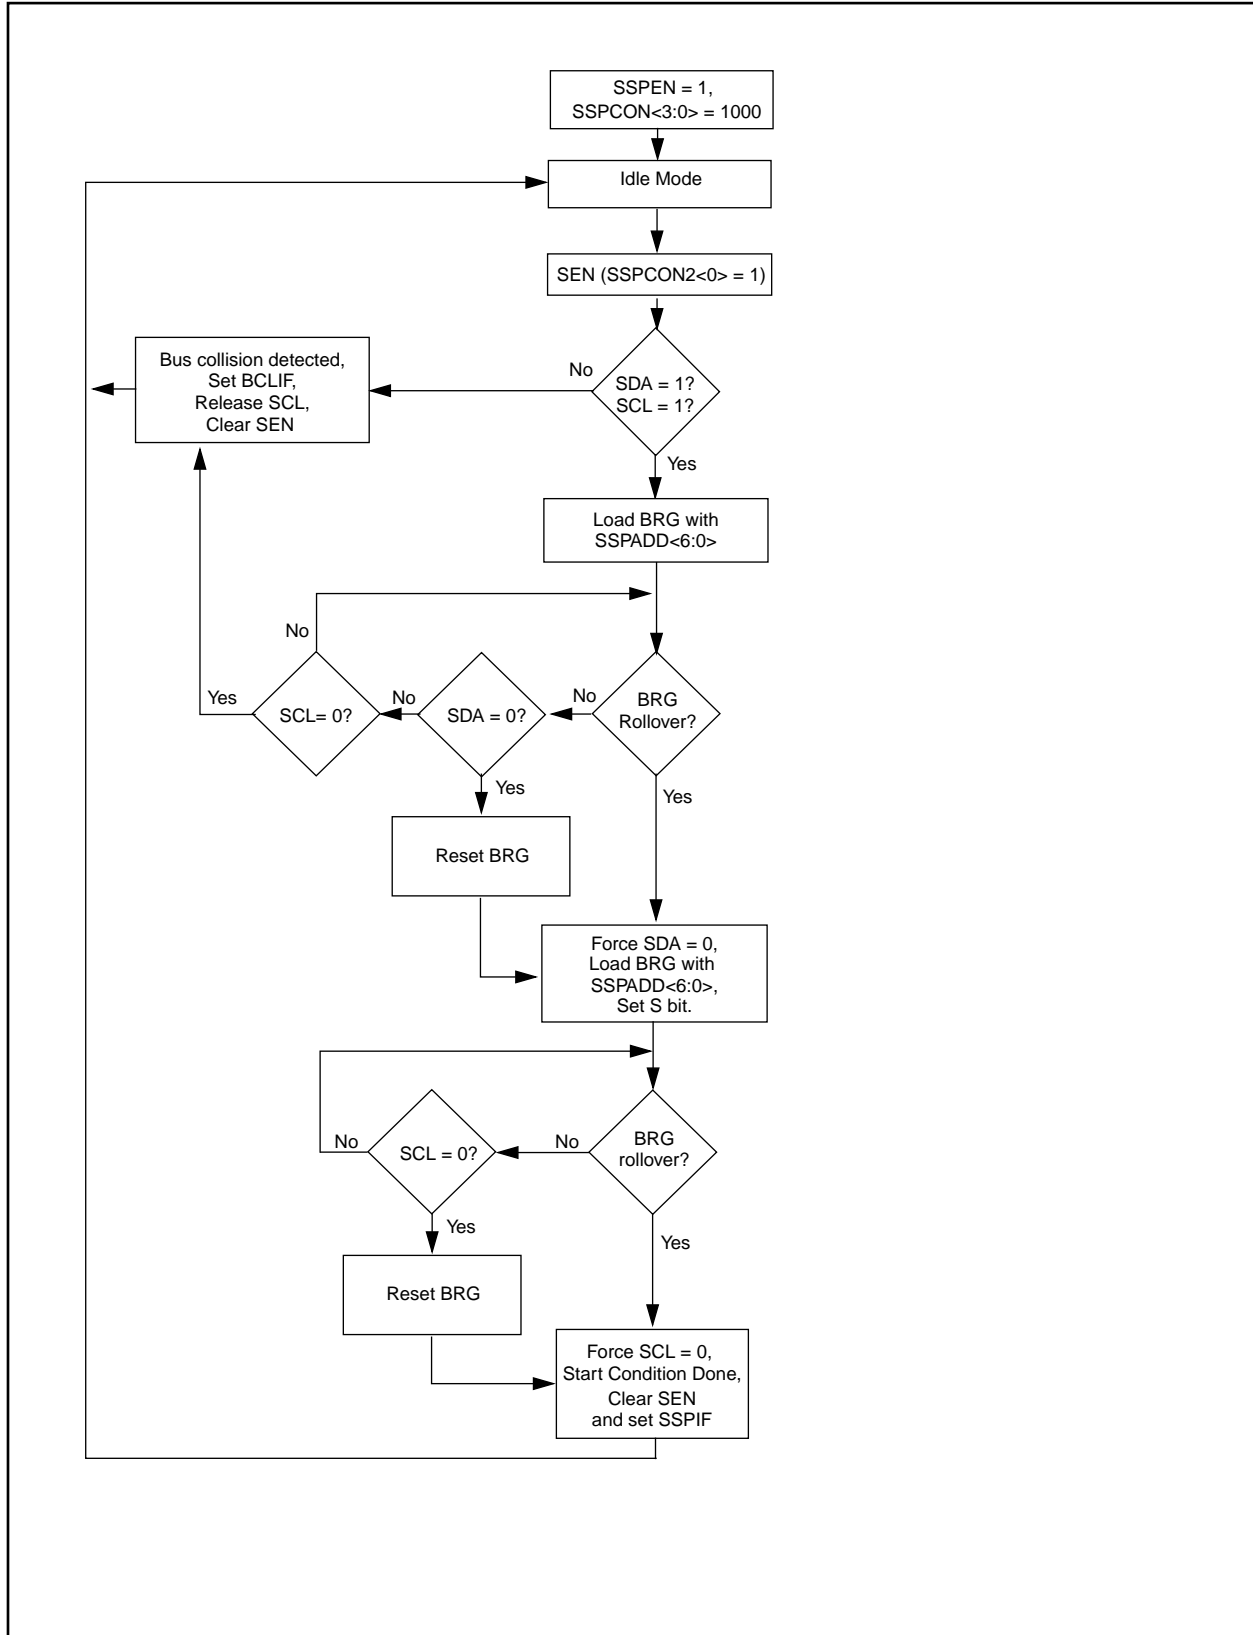 SSPEN = 1,
SSPCON<3:0> = 1000
Idle Mode
SEN (SSPCON2<0> = 1)
Bus collision detected,
Set BCLIF,
Release SCL,
Clear SEN
No
SDA = 1?
SCL = 1?
Yes
Load BRG with
SSPADD<6:0>
No
Yes
SCL= 0?
No
SDA = 0?
No
BRG
Rollover?
Yes
Yes
Reset BRG
Force SDA = 0,
Load BRG with
SSPADD<6:0>,
Set S bit.
No
SCL = 0?
No
BRG
rollover?
Yes
Yes
Reset BRG
Force SCL = 0,
Start Condition Done,
Clear SEN
and set SSPIF